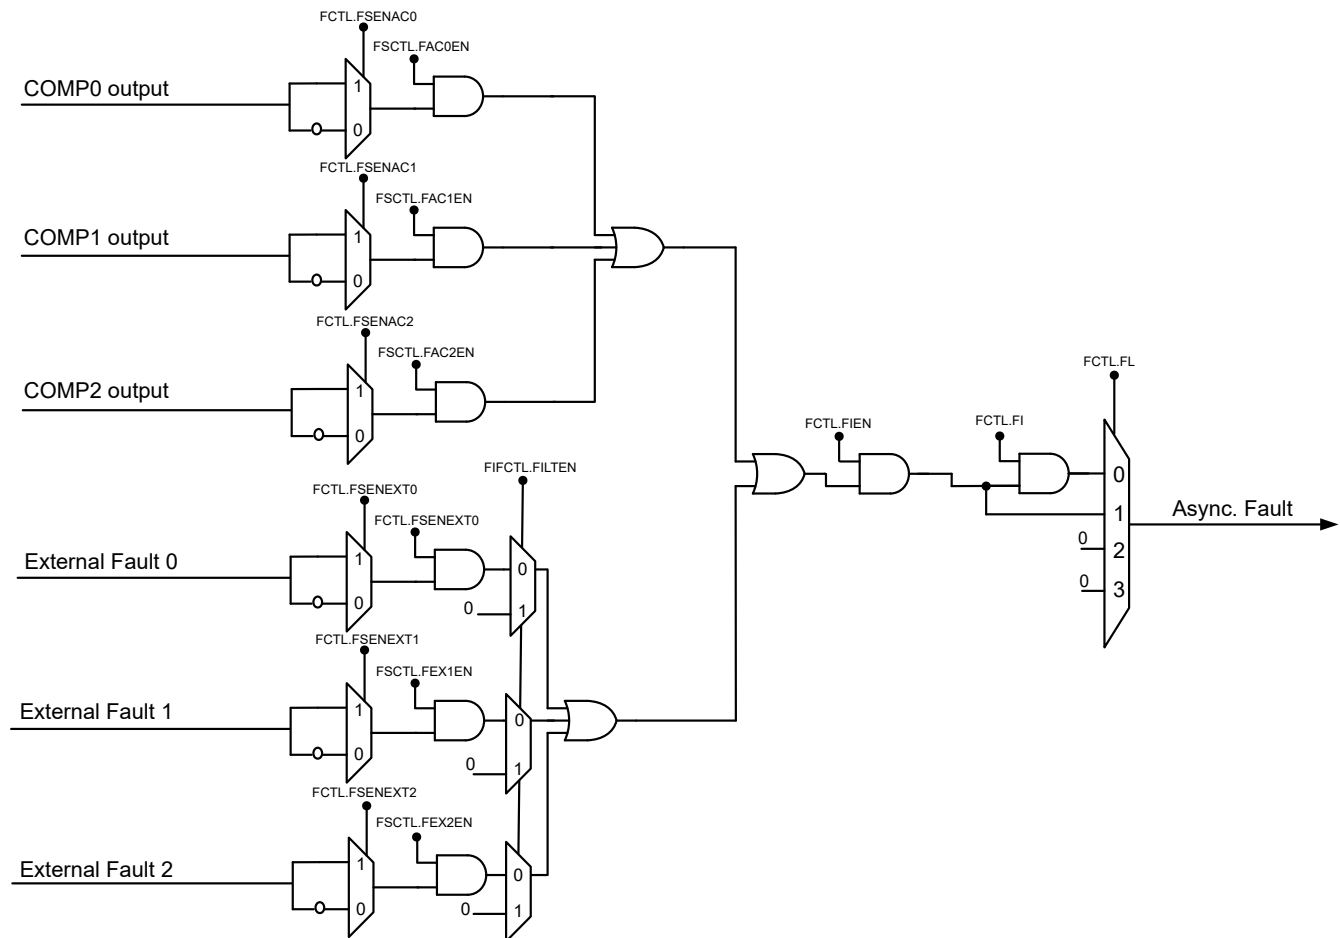 FCTL.FSENAC0
FSCTL.FAC0EN
COMP0 output
1
0
FCTL.FSENAC1
FSCTL.FAC1EN
COMP1 output
1
0
FCTL.FSENAC2
FSCTL.FAC2EN
COMP2 output
1
0
FCTL.FL
FCTL.FIEN
FCTL.FI
0
1
0
2
0
3
Async. Fault
FIFCTL.FILTEN
FCTL.FSENEXT0
FCTL.FSENEXT0
External Fault 0
1
0
0
0
1
FCTL.FSENEXT1
FSCTL.FEX1EN
External Fault 1
1
0
0
0
1
FCTL.FSENEXT2
FSCTL.FEX2EN
External Fault 2
1
0
0
0
1